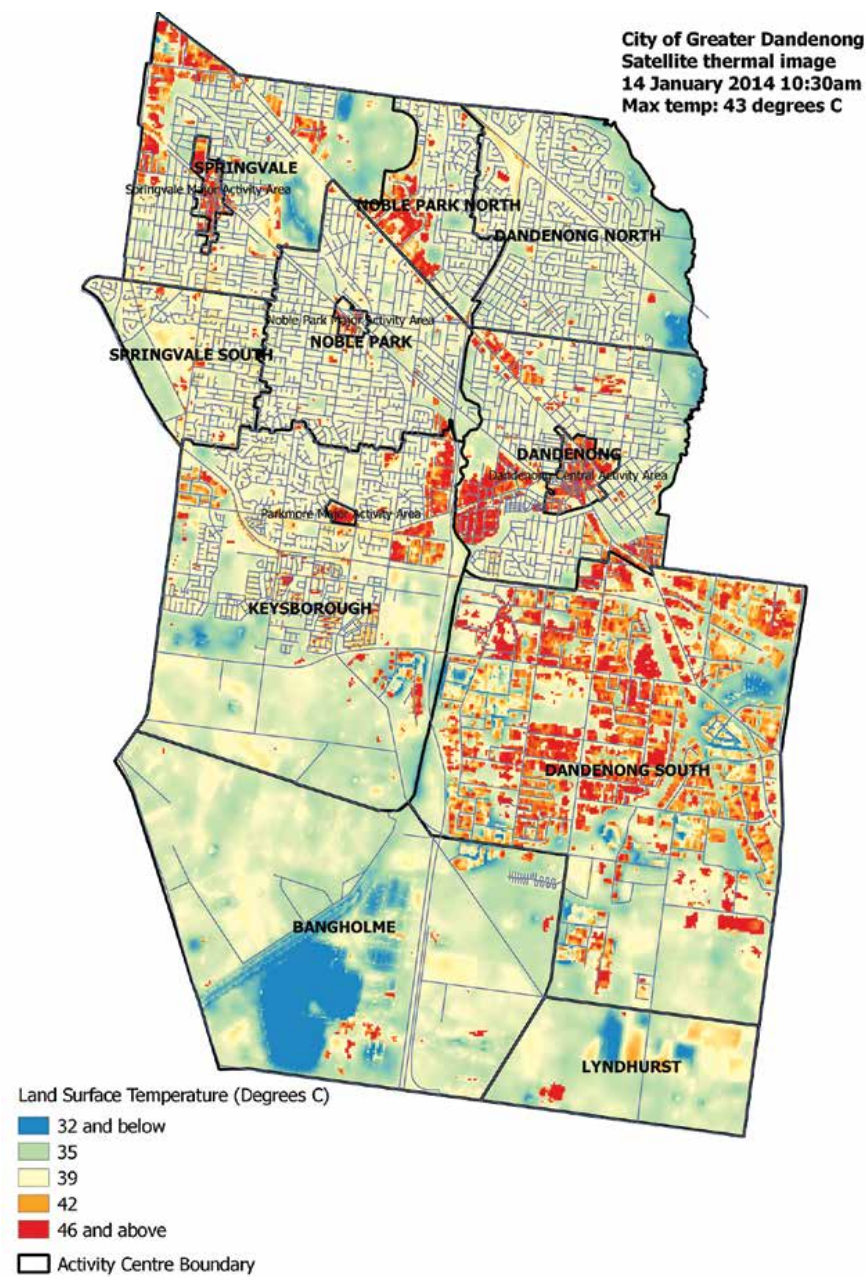 City of Greater Dandenong
Satellite thermal image
14 January 2014 10:30am
Max temp: 43 degrees C
SPRINGVALE
Springvale Major Activity Area
NOBLE PARK NORTH
DANDENONG NORTH
Noble Park Major Activity Area
NOBLE PARK
SPRINGVALE SOUTH
DANDENONG
Dandenong Central Activity Area
Parkmore Major Activity Area
KEYSBOROUGH
DANDENONG SOUTH
BANGHOLME
LYNDHURST
Land Surface Temperature (Degrees C)
32 and below
35
39
42
46 and above
Activity Centre Boundary